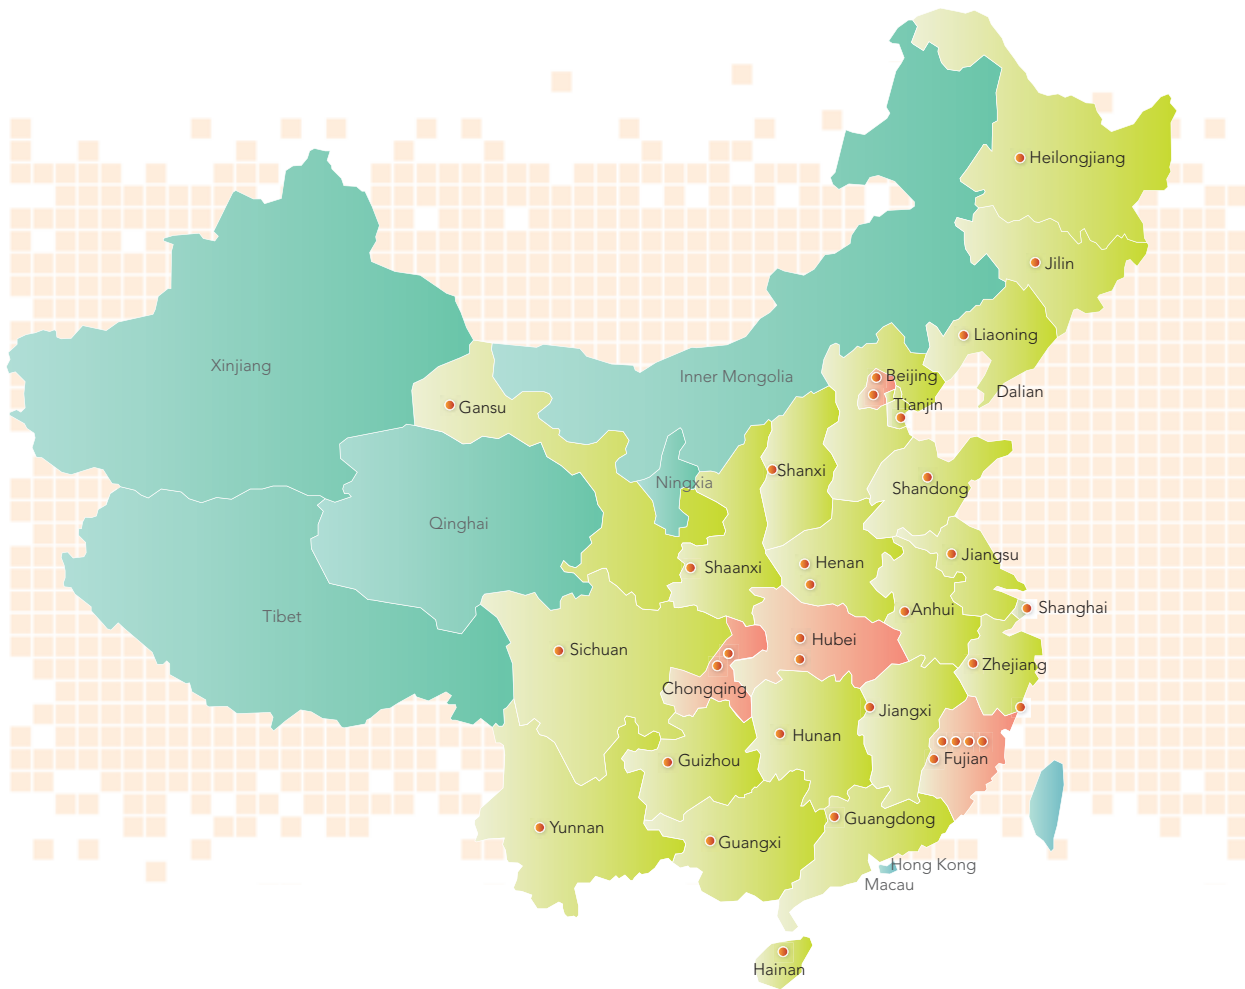 Heilongjiang
Jilin
Liaoning
Xinjiang
Inner Mongolia
Beijing
Dalian
Gansu
Tianjin
Shanxi
Ningxia
Shandong
Qinghai
Jiangsu
Henan
Shaanxi
Shanghai
Anhui
Tibet
Hubei
Sichuan
Zhejiang
Chongqing
Jiangxi
Hunan
Guizhou
Fujian
Guangdong
Yunnan
Guangxi
Hong Kong
Macau
Hainan